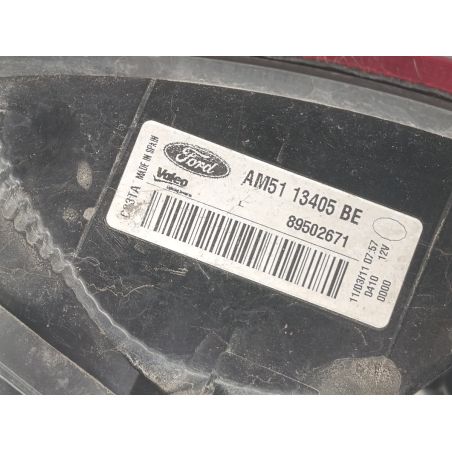 C93TA
MADE IN SPAIN
Ford
Valeo
AM51 13405 BE
L
89502671
11/03/11 07:57
0410 12V
0000